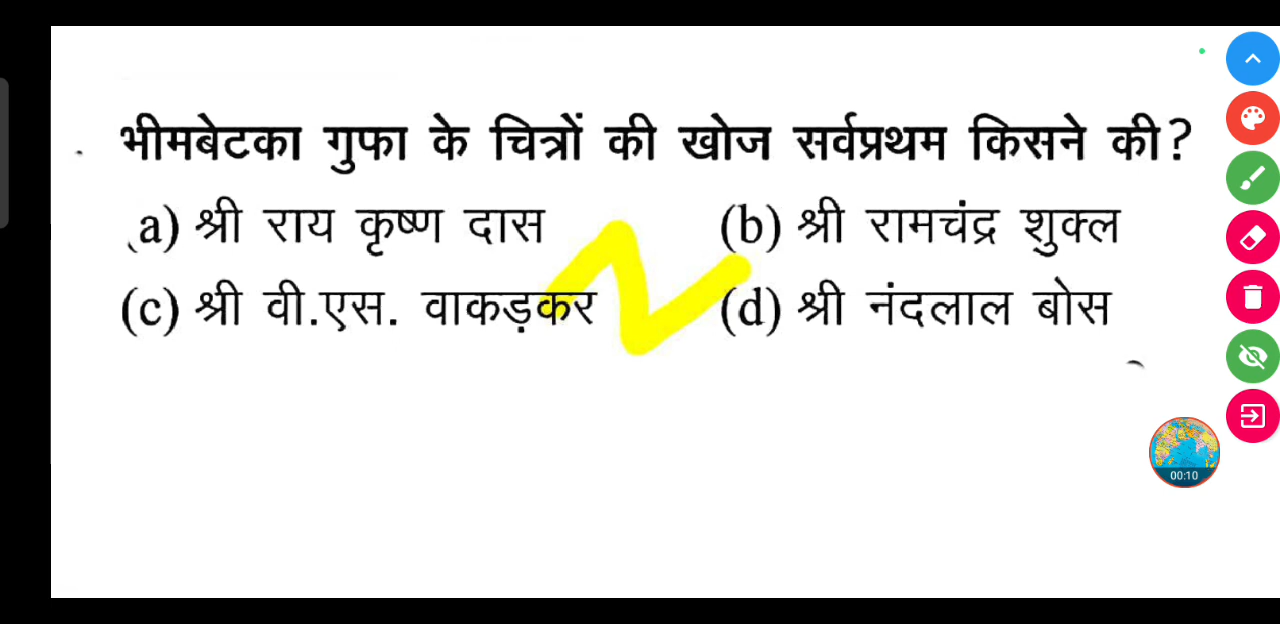 भीमबेटका गुफा के चित्रों की खोज सर्वप्रथम किसने की?
(a) श्री राय कृष्ण दास (b) श्री रामचंद्र शुक्ल
(c) श्री वी.एस. वाकड़कर (d) श्री नंदलाल बोस
00:10